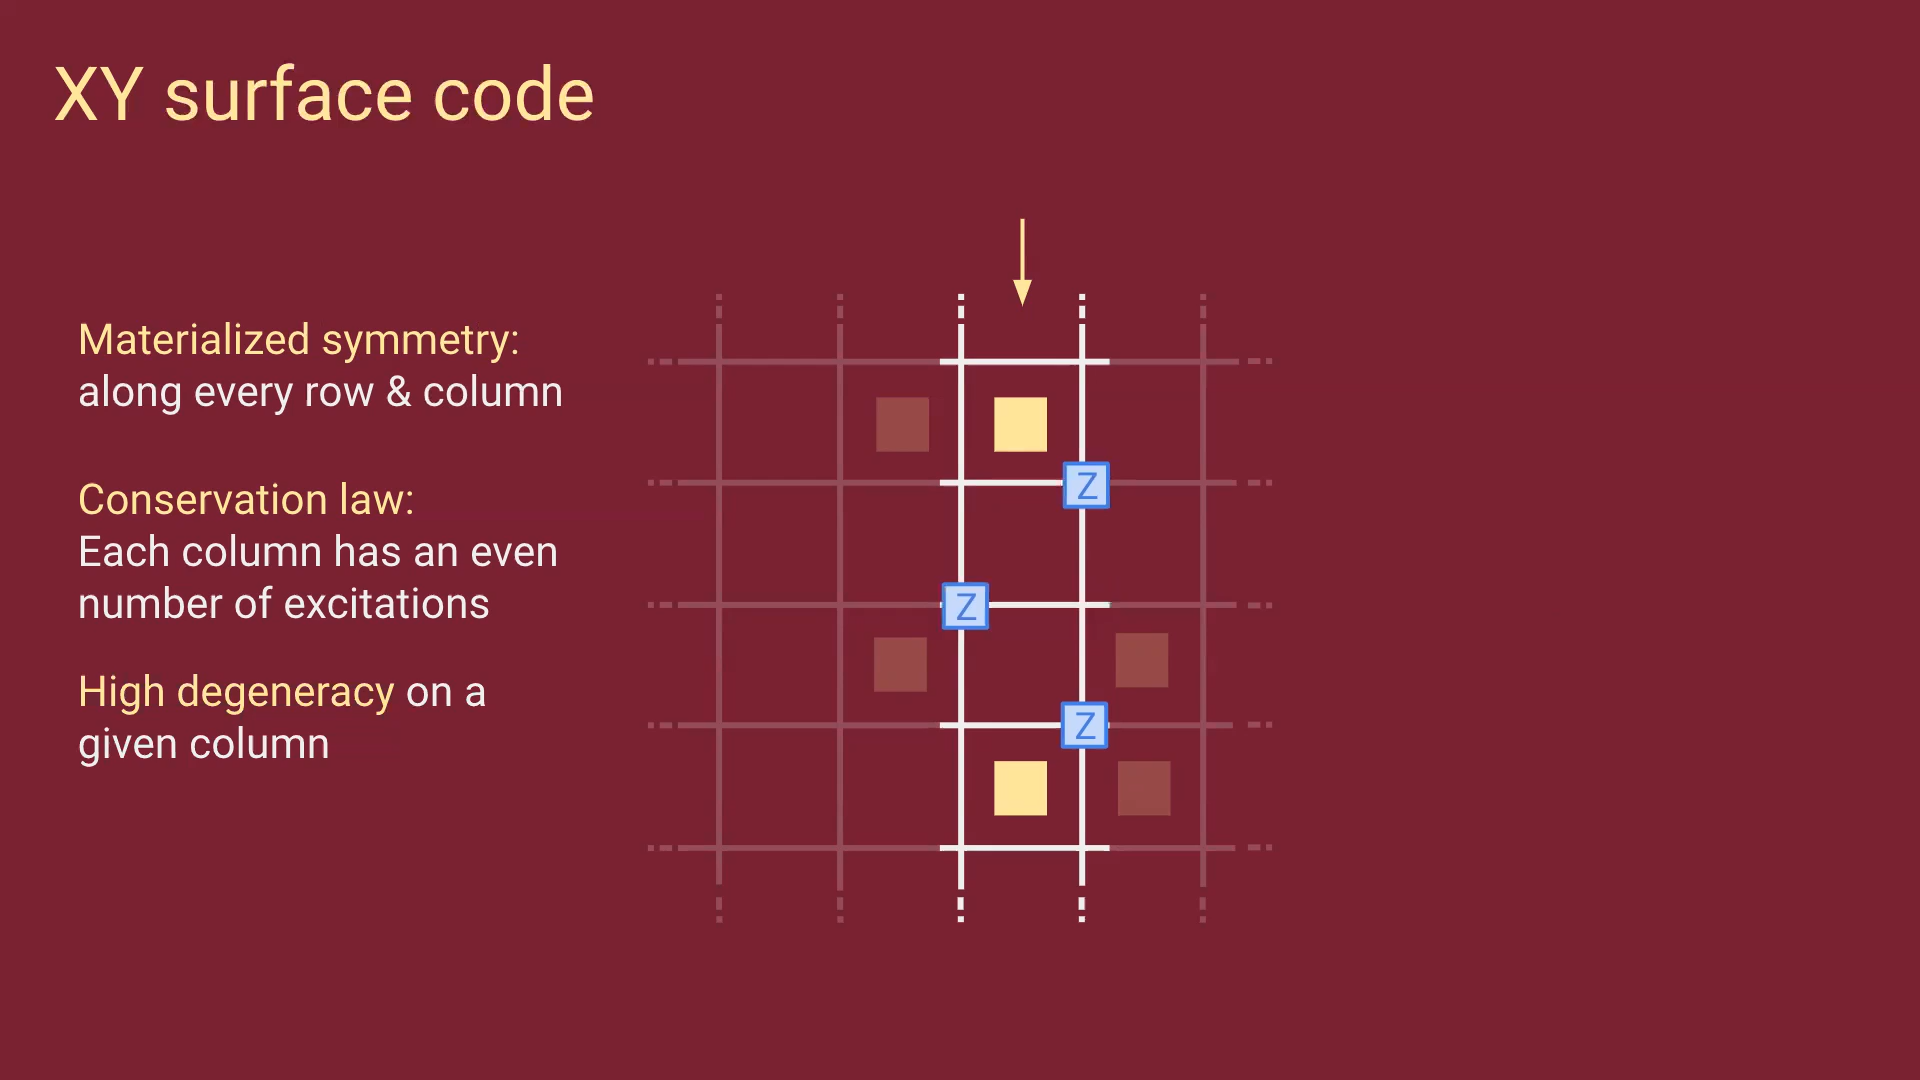 XY surface code
Materialized symmetry:
along every row & column
Conservation law:
Each column has an even
number of excitations
High degeneracy on a
given column
Z
Z
Z